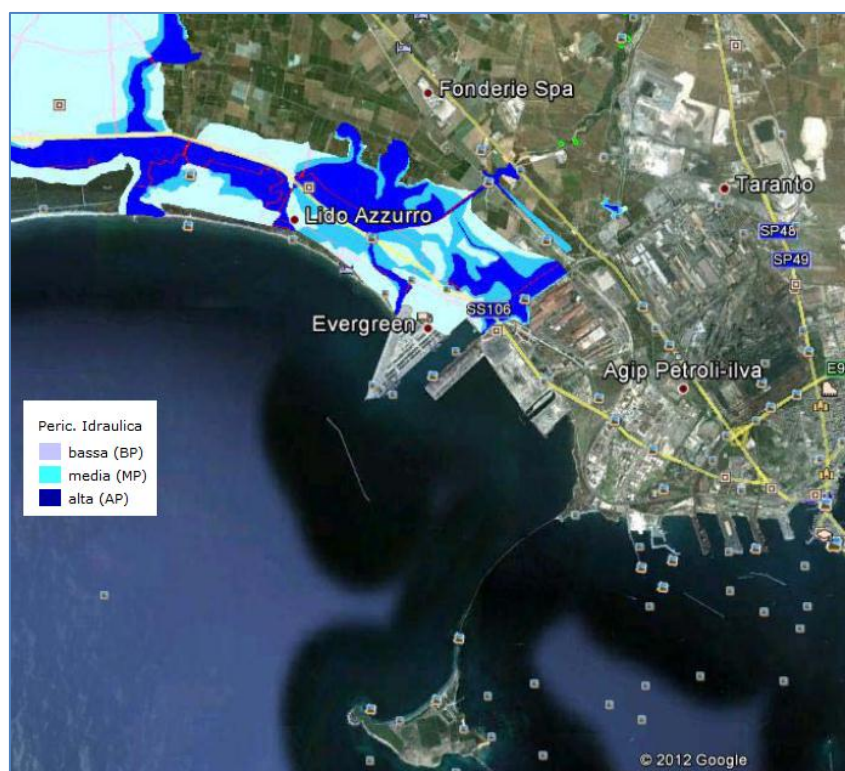 Fonderie Spa
Taranto
Lido Azzurro
SP48
SP49
SS106
Evergreen
Agip Petroli-ilva
E9
Peric. Idraulica
bassa (BP)
media (MP)
alta (AP)
© 2012 Google